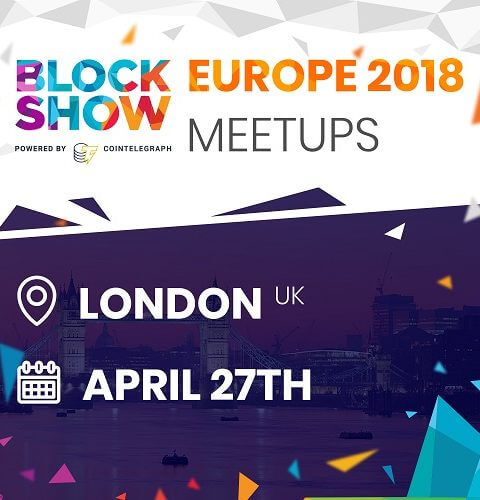 BLOCK
SHOW
POWERED BY COINTELEGRAPH
EUROPE 2018
MEETUPS
LONDON UK
APRIL 27TH